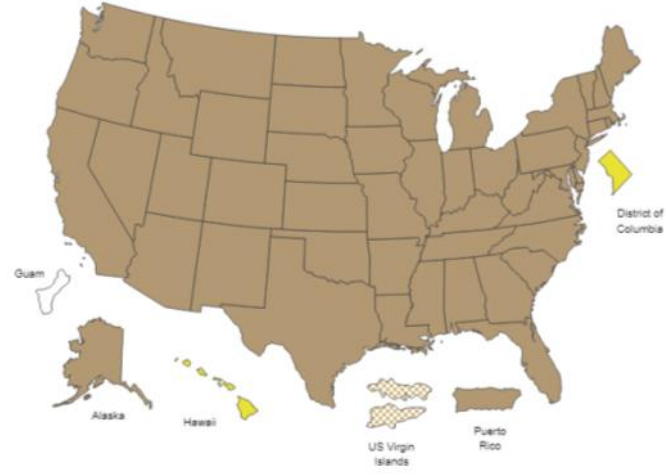 District of
Columbia
Guam
Alaska
Hawaii
US Virgin
Islands
Puerto
Rico